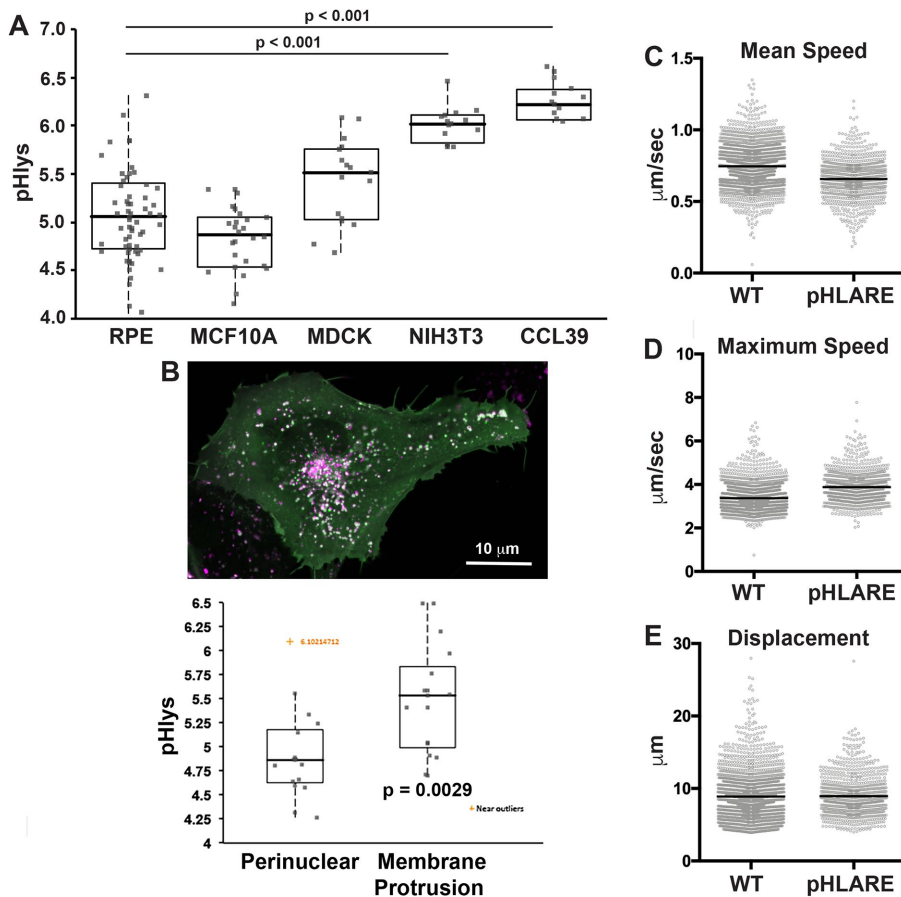 A
p < 0.001
p < 0.001
pHlys
7.0
6.5
6.0
5.5
5.0
4.5
4.0
RPE MCF10A MDCK NIH3T3 CCL39
B
10 μm
pHlys
6.5
6.25
6
5.75
5.5
5.25
5
4.75
4.5
4.25
4
6.10214712
p = 0.0029
Near outliers
Perinuclear Membrane
Protrusion
C Mean Speed
μm/sec
1.5
1.0
0.5
0.0
WT pHLARE
D Maximum Speed
μm/sec
10
8
6
4
2
0
WT pHLARE
E Displacement
μm
30
20
10
0
WT pHLARE